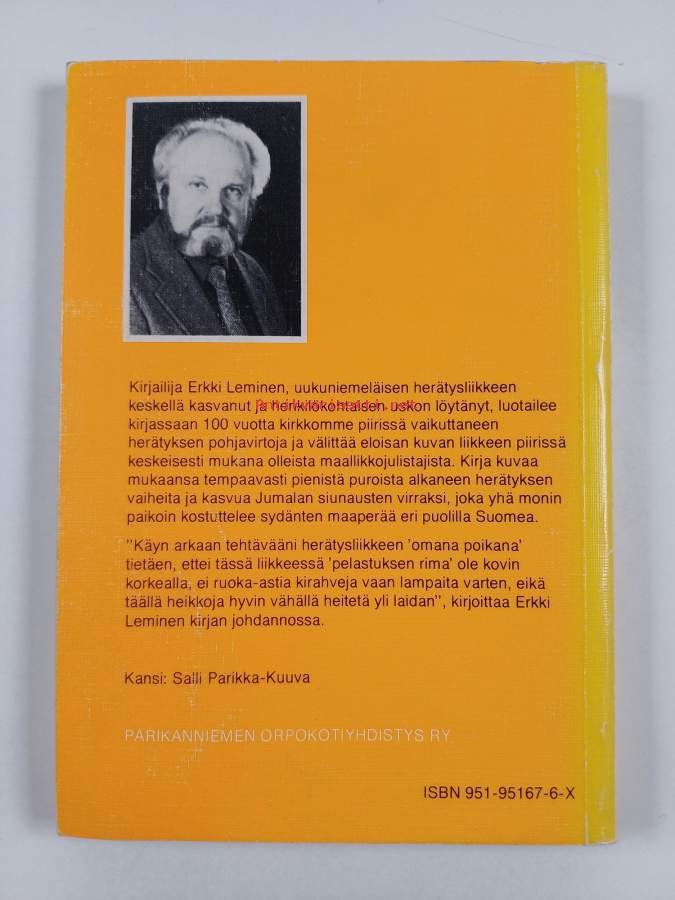 Kirjailija Erkki Leminen, uukuniemeläisen herätysliikkeen
keskellä kasvanut ja henkilökohtaisen uskon löytänyt, luotailee
kirjassaan 100 vuotta kirkkomme piirissä vaikuttaneen
herätyksen pohjavirtoja ja välittää eloisan kuvan liikkeen piirissä
keskeisesti mukana olleista maallikkojulistajista. Kirja kuvaa
mukaansa tempaavasti pienistä puroista alkaneen herätyksen
vaiheita ja kasvua Jumalan siunausten virraksi, joka yhä monin
paikoin kostuttelee sydänten maaperää eri puolilla Suomea.
"Käyn arkaan tehtävääni herätysliikkeen 'omana poikana'
tietäen, ettei tässä liikkeessä 'pelastuksen rima' ole kovin
korkealla, ei ruoka-astia kirahveja vaan lampaita varten, eikä
täällä heikkoja hyvin vähällä heitetä yli laidan", kirjoittaa Erkki
Leminen kirjan johdannossa.
Kansi: Salli Parikka-Kuuva
PARIKANNIEMEN ORPOKOTIYHDISTYS RY
ISBN 951-95167-6-X